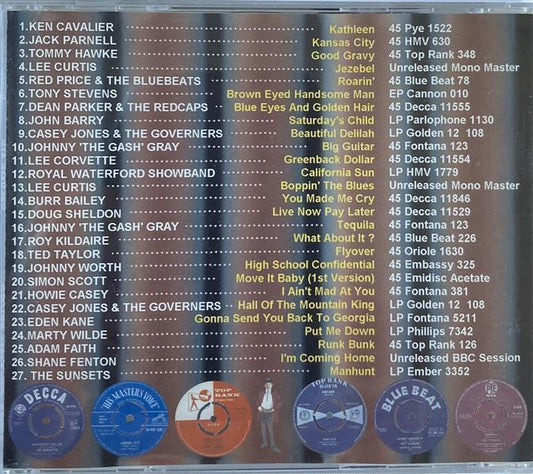 1.KEN CAVALIER Kathleen 45 Pye 1522
2.JACK PARNELL Kansas City 45 HMV 630
3.TOMMY HAWKE Good Gravy 45 Top Rank 348
4.LEE CURTIS Jezebel Unreleased Mono Master
5.RED PRICE & THE BLUEBEATS Roarin' 45 Blue Beat 78
6.TONY STEVENS Brown Eyed Handsome Man EP Cannon 010
7.DEAN PARKER & THE REDCAPS Blue Eyes And Golden Hair 45 Decca 11555
8.JOHN BARRY Saturday's Child LP Parlophone 1130
9.CASEY JONES & THE GOVERNERS Beautiful Delilah LP Golden 12 108
10.JOHNNY 'THE GASH' GRAY Big Guitar 45 Fontana 123
11.LEE CORVETTE Greenback Dollar 45 Decca 11554
12.ROYAL WATERFORD SHOWBAND California Sun LP HMV 1779
13.LEE CURTIS Boppin' The Blues Unreleased Mono Master
14.BURR BAILEY You Made Me Cry 45 Decca 11846
15.DOUG SHELDON Live Now Pay Later 45 Decca 11529
16.JOHNNY 'THE GASH' GRAY Tequila 45 Fontana 123
17.ROY KILDAIRE What About It ? 45 Blue Beat 226
18.TED TAYLOR Flyover 45 Oriole 1630
19.JOHNNY WORTH High School Confidential 45 Embassy 325
20.SIMON SCOTT Move It Baby (1st Version) 45 Emidisc Acetate
21.HOWIE CASEY I Ain't Mad At You 45 Fontana 381
22.CASEY JONES & THE GOVERNERS Hall Of The Mountain King LP Golden 12 108
23.EDEN KANE Gonna Send You Back To Georgia LP Fontana 5211
24.MARTY WILDE Put Me Down LP Phillips 7342
25.ADAM FAITH Runk Bunk 45 Top Rank 126
26.SHANE FENTON I'm Coming Home Unreleased BBC Session
27. THE SUNSETS Manhunt LP Ember 3352
DECCA
HIS MASTER'S VOICE
TOP RANK
TOP RANK
BLUE BEAT